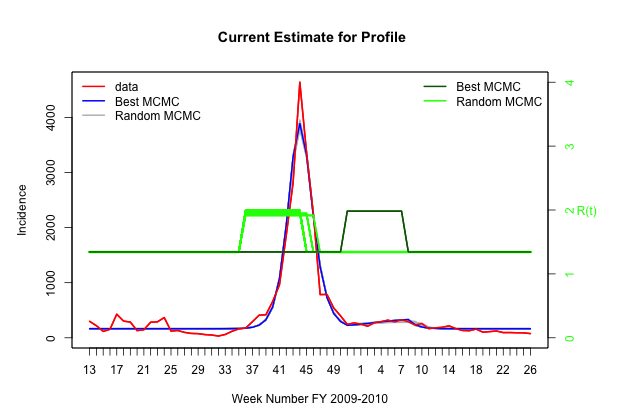 Current Estimate for Profile
data
Best MCMC
Random MCMC
Best MCMC
Random MCMC
Incidence
0
1000
2000
3000
4000
0
1
2
3
4
R(t)
13 17 21 25 29 33 37 41 45 49 1 4 7 10 14 18 22 26
Week Number FY 2009-2010